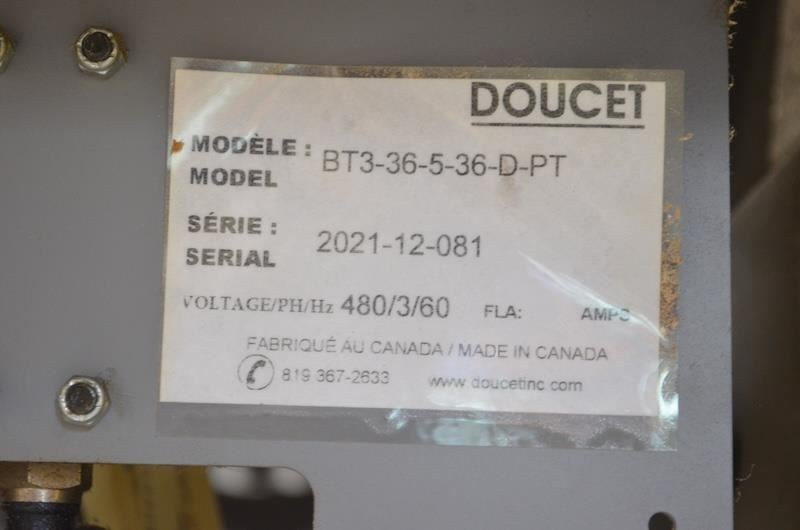 DOUCET
MODÈLE :
MODEL
BT3-36-5-36-D-PT
SÉRIE :
SERIAL
2021-12-081
VOLTAGE/PH/Hz 480/3/60 FLA: AMPS
FABRIQUÉ AU CANADA / MADE IN CANADA
819 367-2633 www.doucetinc.com